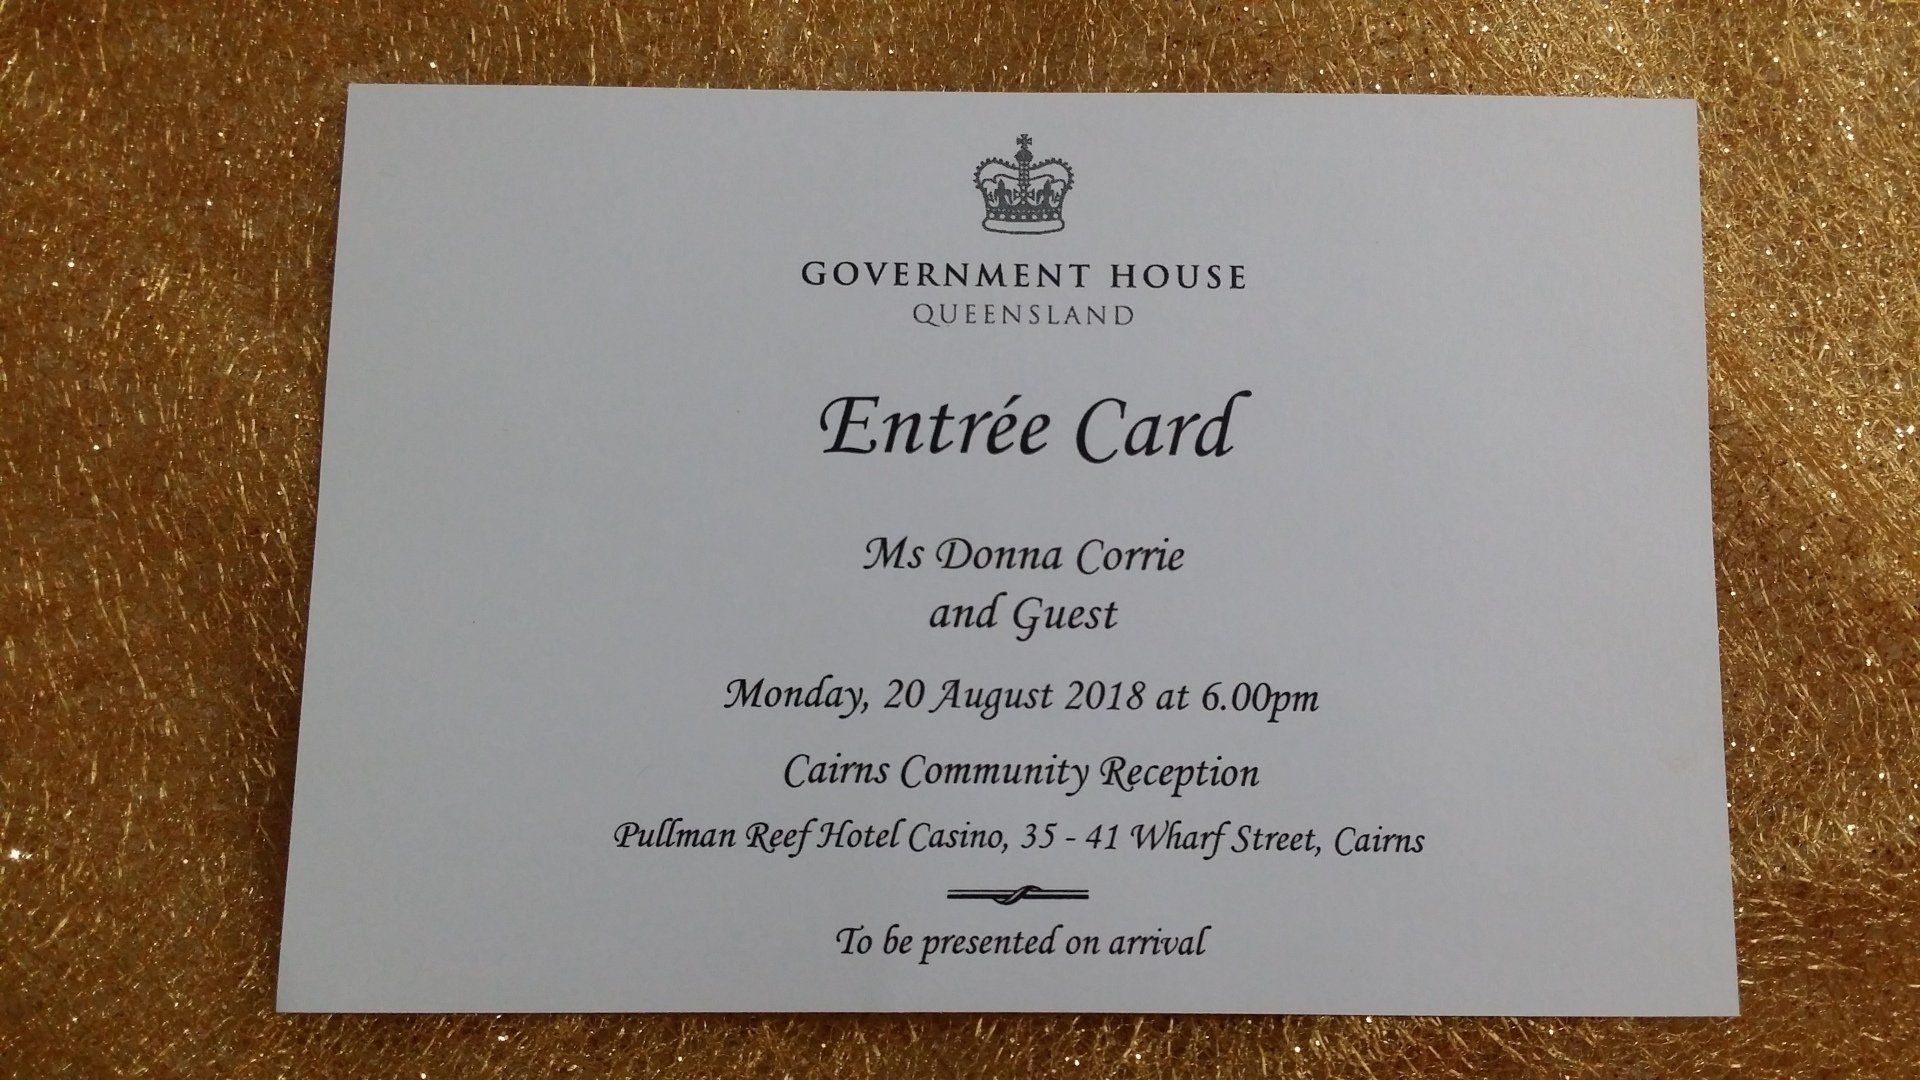 GOVERNMENT HOUSE
QUEENSLAND
Entrée Card
Ms Donna Corrie
and Guest
Monday, 20 August 2018 at 6.00pm
Cairns Community Reception
Pullman Reef Hotel Casino, 35 - 41 Wharf Street, Cairns
To be presented on arrival